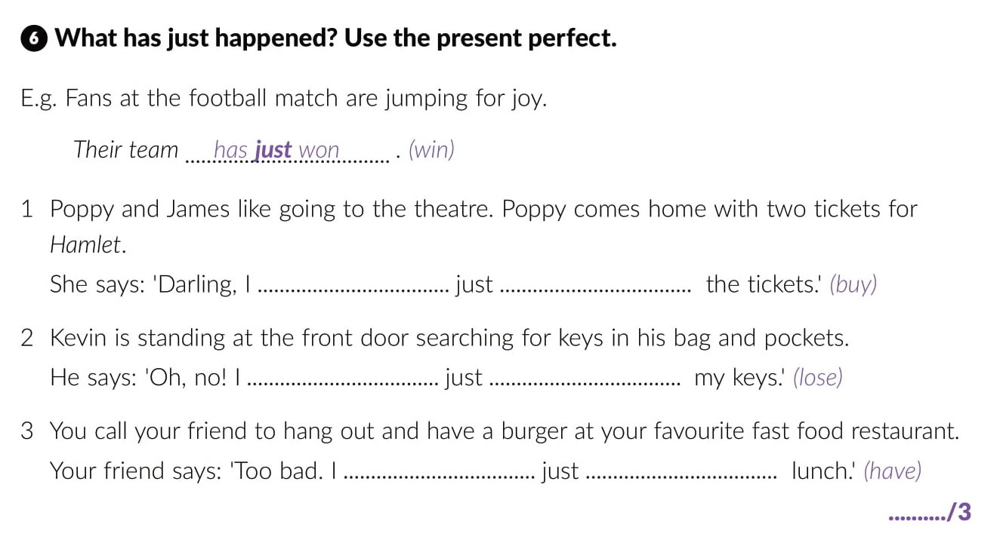 6 What has just happened? Use the present perfect.
E.g. Fans at the football match are jumping for joy.
Their team ....has just won......... . (win)
1 Poppy and James like going to the theatre. Poppy comes home with two tickets for
Hamlet.
She says: 'Darling, I ................................... just ................................... the tickets.' (buy)
2 Kevin is standing at the front door searching for keys in his bag and pockets.
He says: 'Oh, no! I ................................... just ................................... my keys.' (lose)
3 You call your friend to hang out and have a burger at your favourite fast food restaurant.
Your friend says: 'Too bad. I ................................... just ................................... lunch.' (have)
........../3